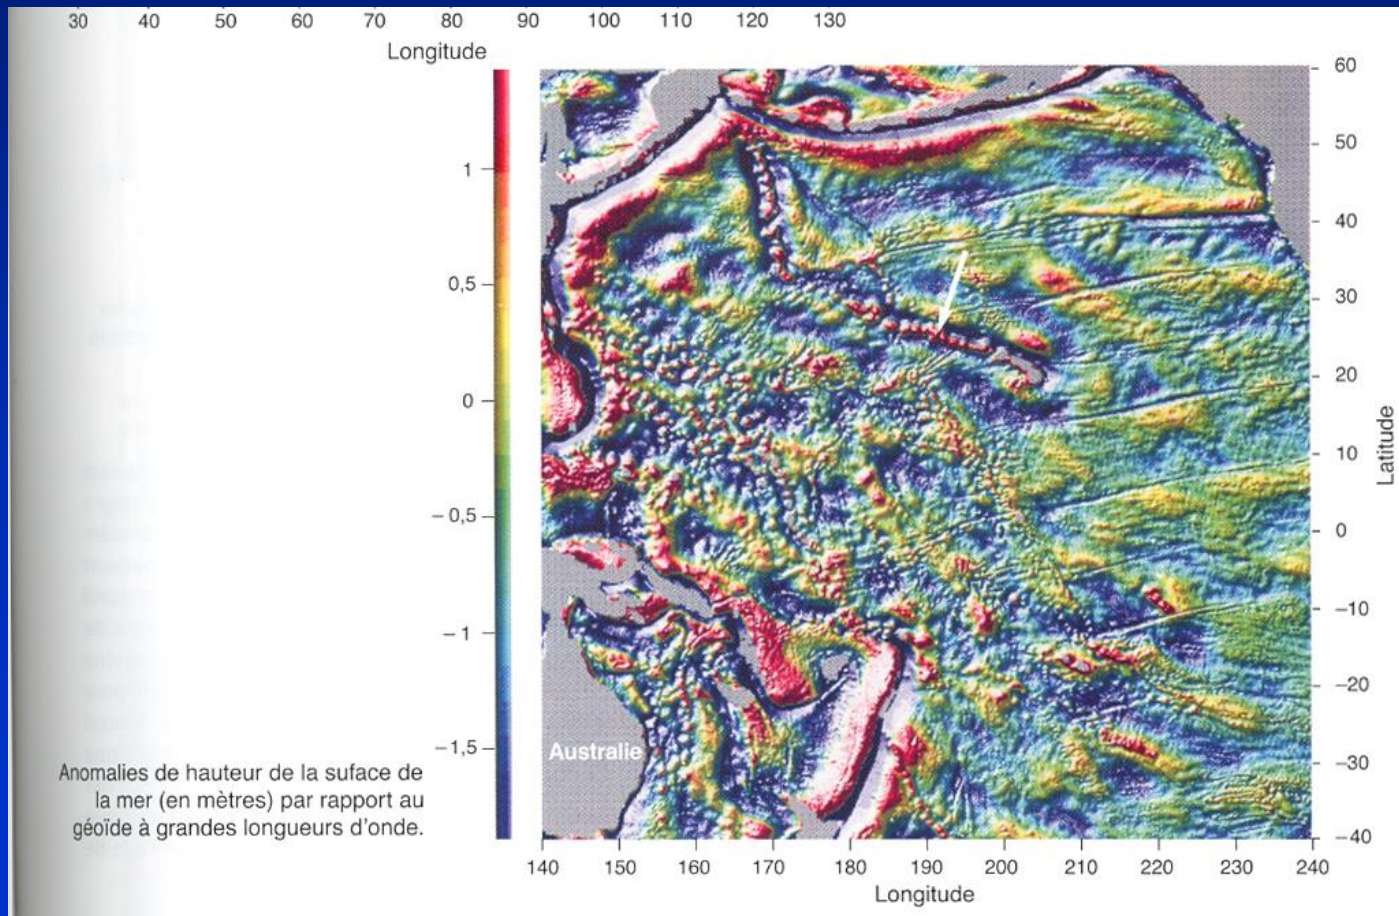 30 40 50 60 70 80 90 100 110 120 130
Longitude
1
0,5
0
– 0,5
– 1
–1,5
Anomalies de hauteur de la suface de
la mer (en mètres) par rapport au
géoïde à grandes longueurs d'onde.
Australie
60
50
40
30
20
10
0
–10
–20
–30
–40
Latitude
140 150 160 170 180 190 200 210 220 230 240
Longitude